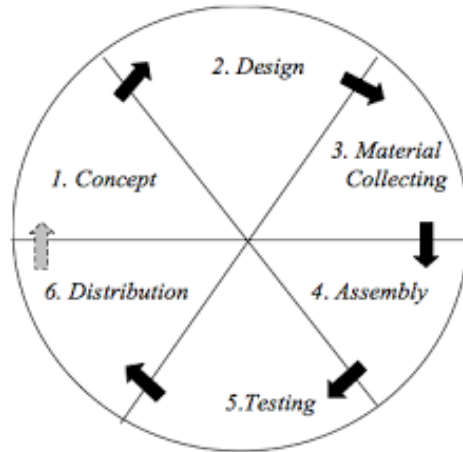 1. Concept
2. Design
3. Material
Collecting
4. Assembly
5.Testing
6. Distribution